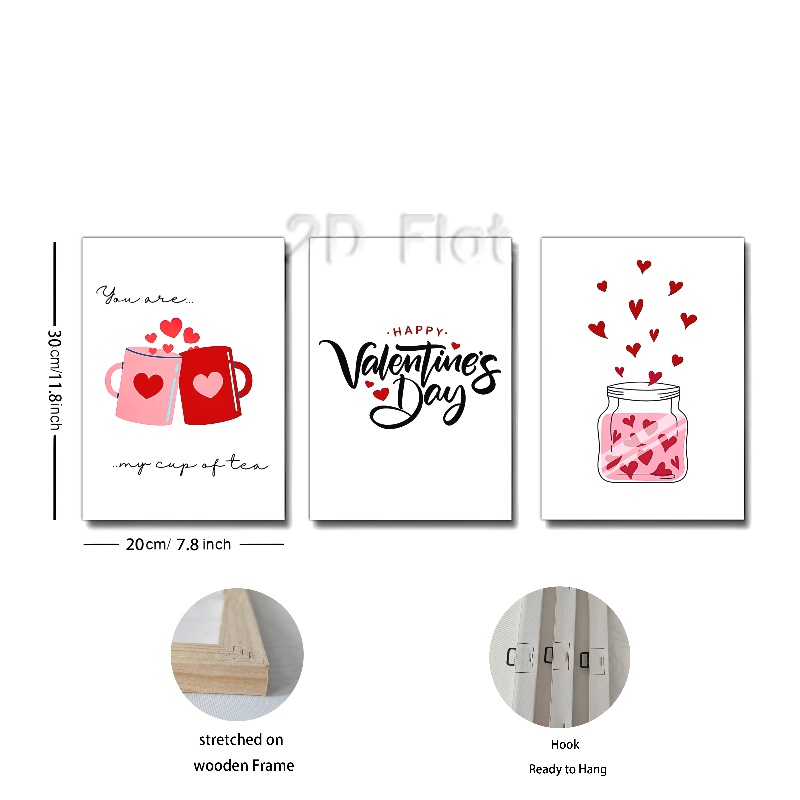 2D Flat
You are...
...my cup of tea
·HAPPY·
Valentine's
Day
30cm/11.8inch
20cm/ 7.8 inch
stretched on
wooden Frame
Hook
Ready to Hang